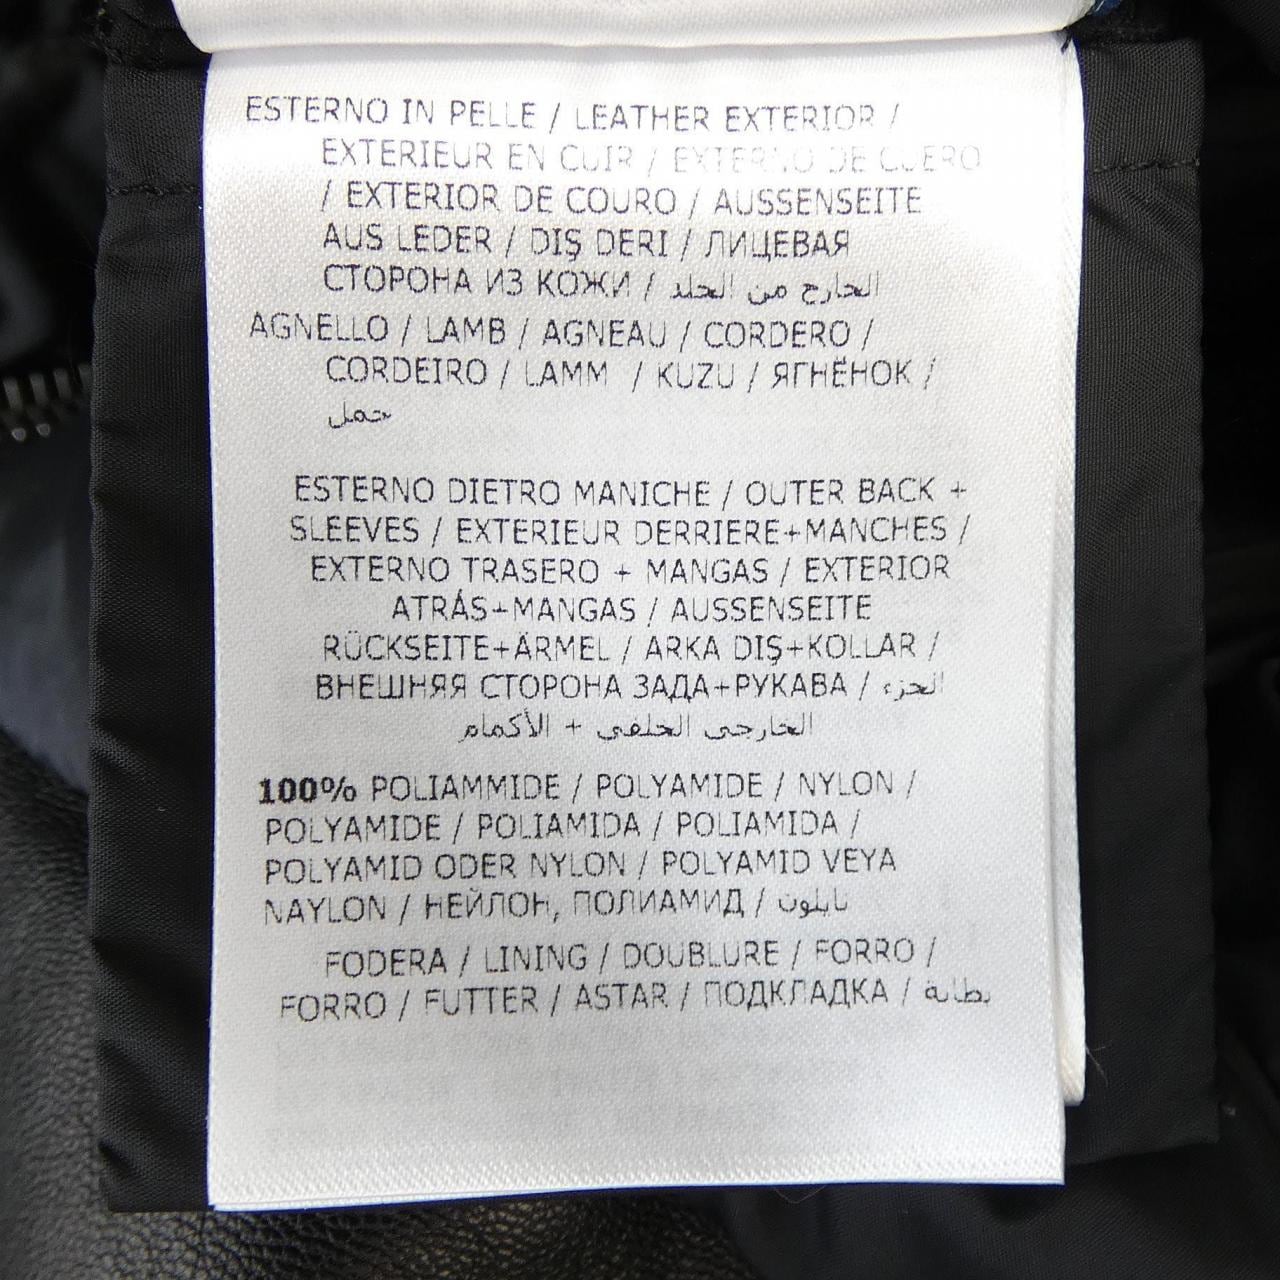 ESTERNO IN PELLE / LEATHER EXTERIOR /
EXTERIEUR EN CUIR / EXTERNO DE CUERO
/ EXTERIOR DE COURO / AUSSENSEITE
AUS LEDER / DIŞ DERI / ЛИЦЕВАЯ
СТОРОНА ИЗ КОЖИ / الخارج من الجلد
AGNELLO / LAMB / AGNEAU / CORDERO /
CORDEIRO / LAMM / KUZU / ЯГНЁНОК /
حمل
ESTERNO DIETRO MANICHE / OUTER BACK +
SLEEVES / EXTERIEUR DERRIERE+MANCHES /
EXTERNO TRASERO + MANGAS / EXTERIOR
ATRÁS+MANGAS / AUSSENSEITE
RÜCKSEITE+ÄRMEL / ARKA DIŞ+KOLLAR /
ВНЕШНЯЯ СТОРОНА ЗАДА+РУКАВА / الجزء
الخارجي الخلفي + الأكمام
100% POLIAMMIDE / POLYAMIDE / NYLON /
POLYAMIDE / POLIAMIDA / POLIAMIDA /
POLYAMID ODER NYLON / POLYAMID VEYA
NAYLON / НЕЙЛОН, ПОЛИАМИД / نايلون
FODERA / LINING / DOUBLURE / FORRO /
FORRO / FUTTER / ASTAR / ПОДКЛАДКА / بطانة